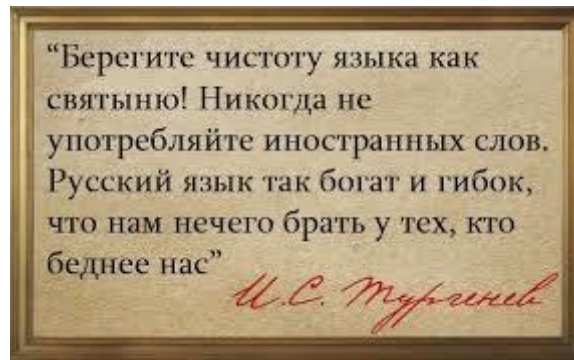 “Берегите чистоту языка как
святыню! Никогда не
употребляйте иностранных слов.
Русский язык так богат и гибок,
что нам нечего брать у тех, кто
беднее нас”
И.С. Тургенев